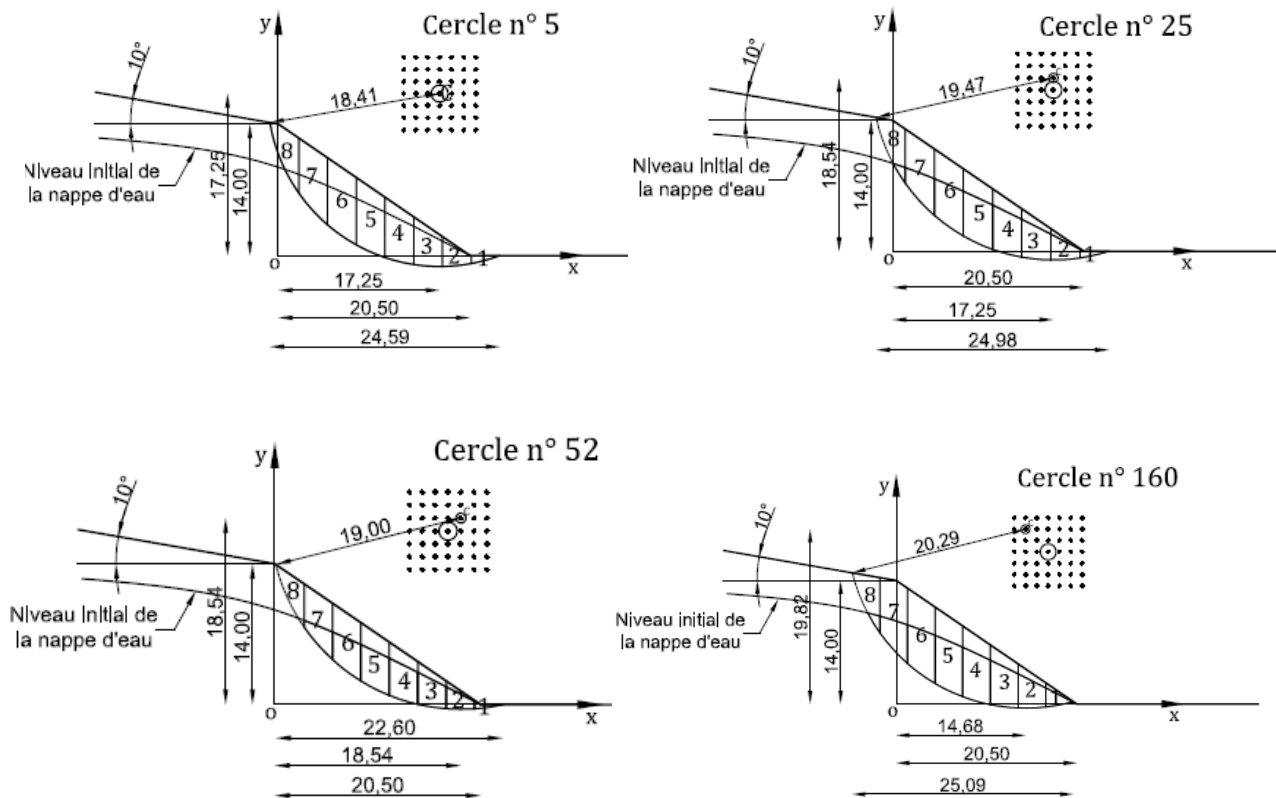 Cercle n° 5
y
10°
18,41
8
7
6
5
4
3
2
1
Niveau initial de
la nappe d'eau
17,25
14,00
o
x
17,25
20,50
24,59
Cercle n° 25
y
10°
19,47
c
8
7
6
5
4
3
2
1
Niveau initial de
la nappe d'eau
18,54
14,00
o
x
20,50
17,25
24,98
Cercle n° 52
y
10°
19,00
c
8
7
6
5
4
3
2
1
Niveau initial de
la nappe d'eau
18,54
14,00
o
x
22,60
18,54
20,50
Cercle n° 160
y
10°
20,29
c
8
7
6
5
4
3
2
Niveau initial de
la nappe d'eau
19,82
14,00
o
x
14,68
20,50
25,09